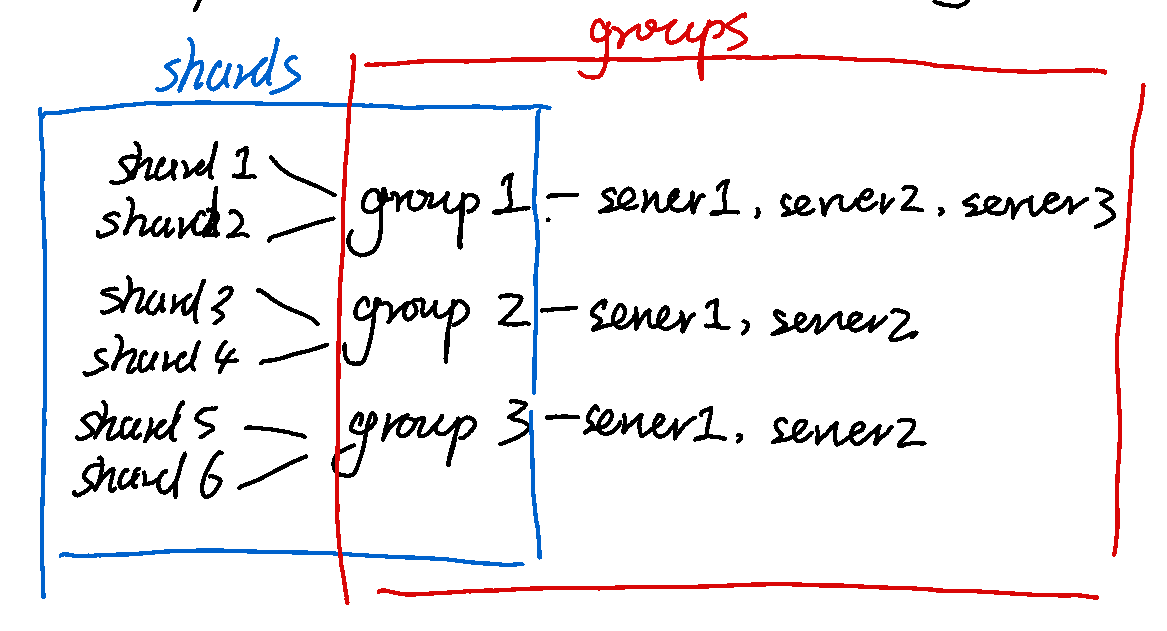 groups
shards
shard 1
shard 2
group 1 - server1, server2, server3
shard 3
shard 4
group 2 - server1, server2
shard 5
shard 6
group 3 - server1, server2